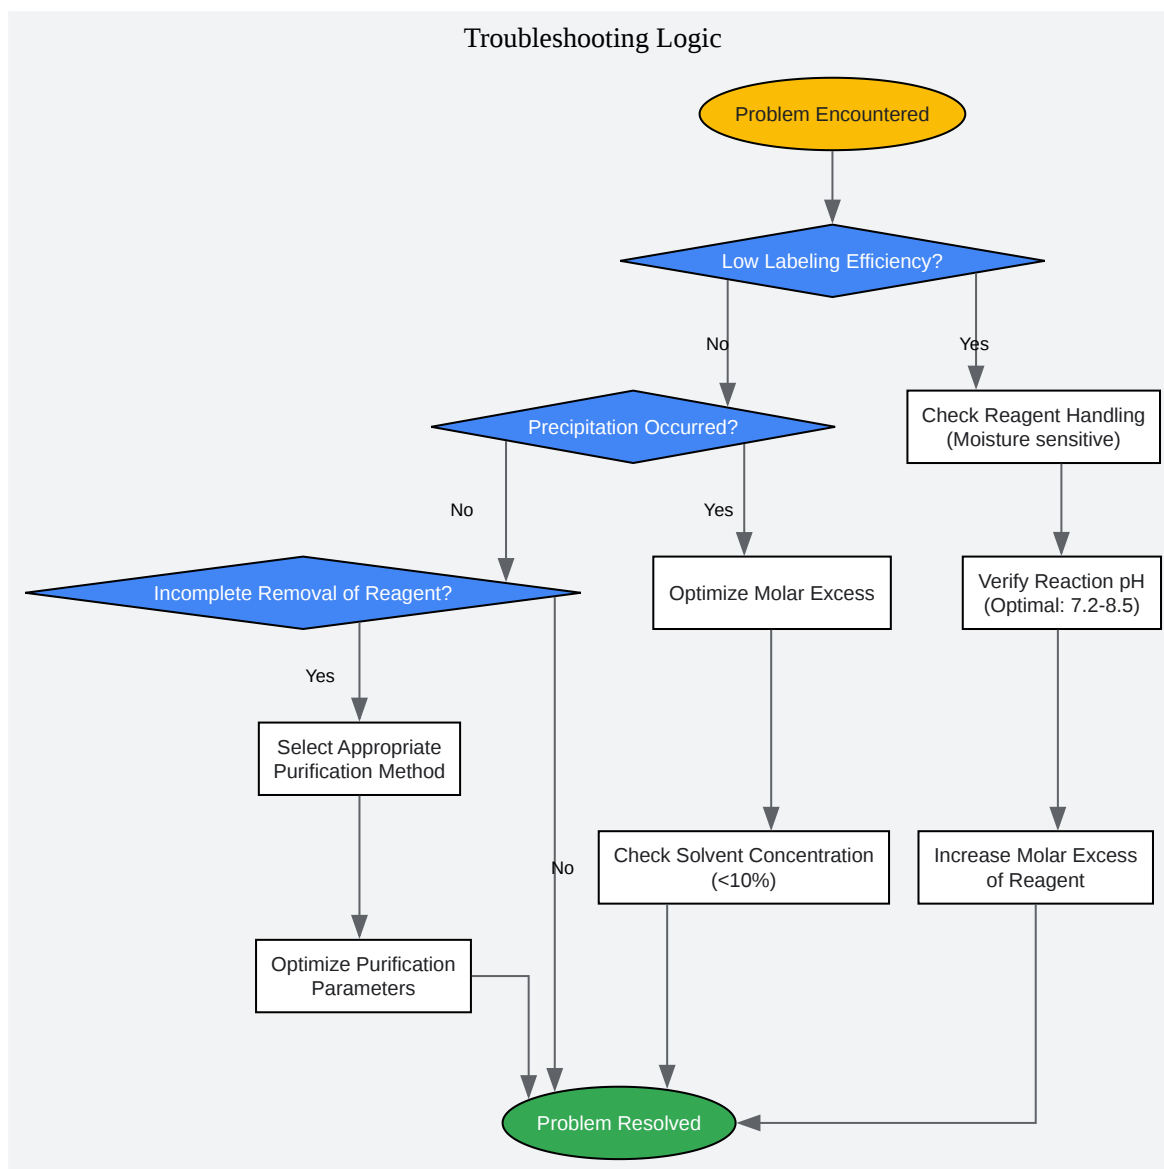 Troubleshooting Logic
Problem Encountered
Low Labeling Efficiency?
No
Yes
Precipitation Occurred?
Check Reagent Handling
(Moisture sensitive)
No
Yes
Incomplete Removal of Reagent?
Optimize Molar Excess
Verify Reaction pH
(Optimal: 7.2-8.5)
Yes
Select Appropriate
Purification Method
No
Check Solvent Concentration
(<10%)
Increase Molar Excess
of Reagent
Optimize Purification
Parameters
Problem Resolved